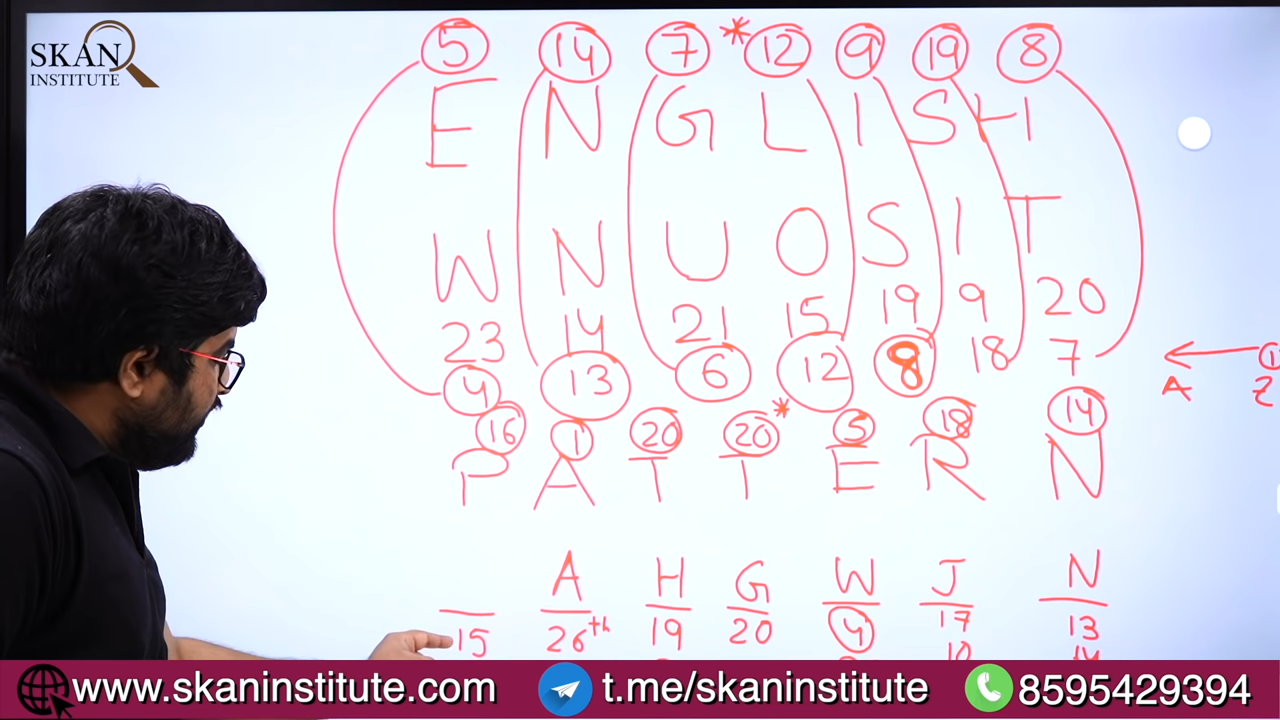 SKAN
INSTITUTE
5 14 7 * 12 9 19 8
E N G L I S H
W N U O S I T
23 14 21 15 19 9 20
4 13 6 12 8 18 7
A
16 1 20 20 * 5 18 14
P A T T E R N
A H G W J N
15 26th 19 20 4 17 13
10
www.skaninstitute.com t.me/skaninstitute 8595429394